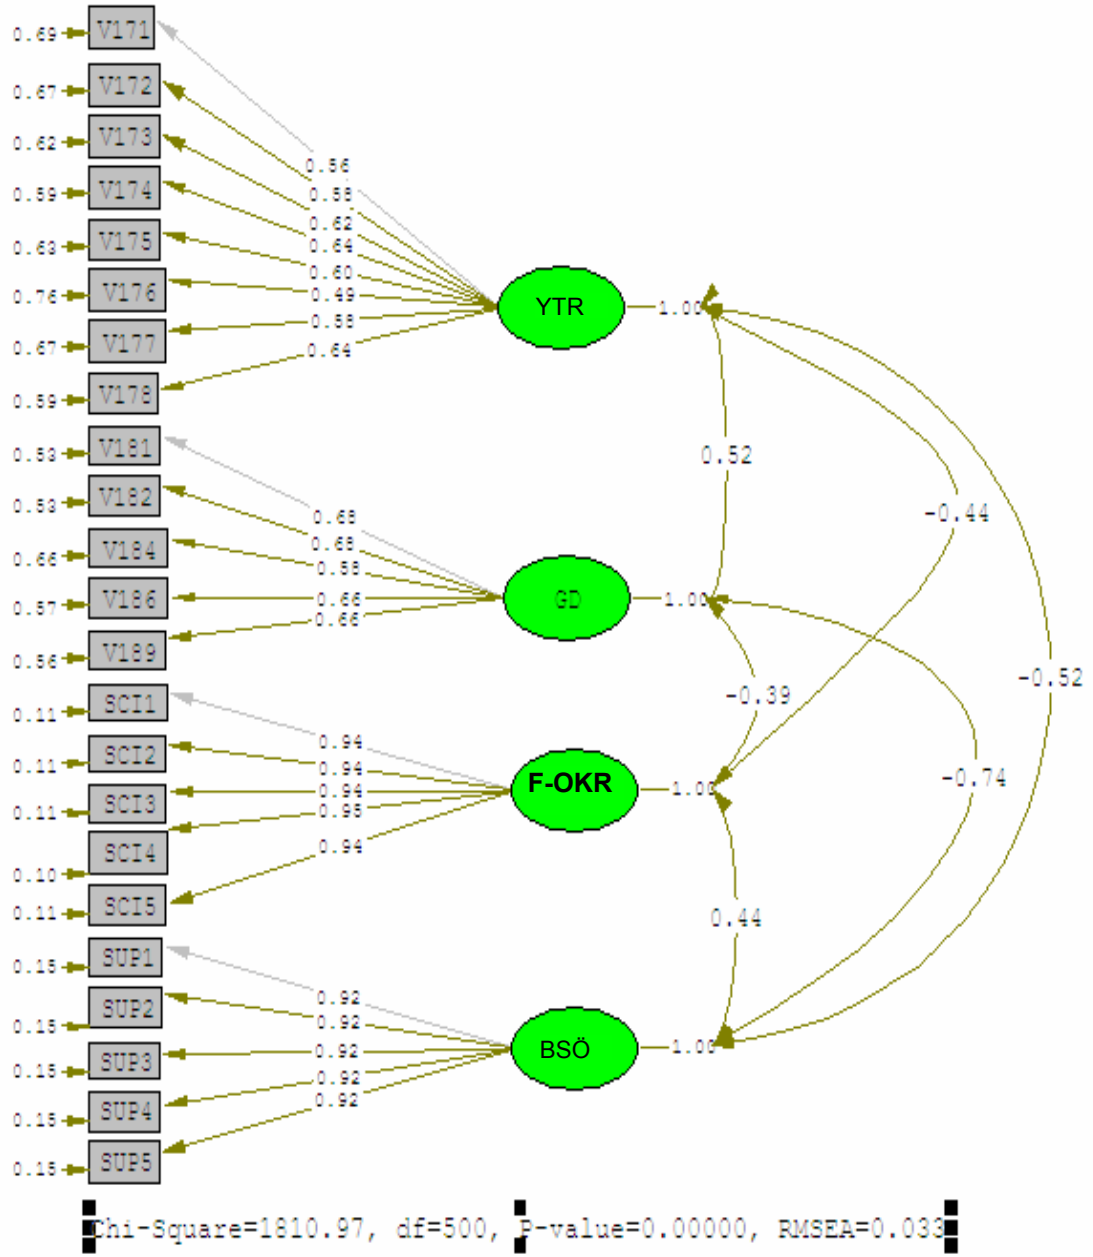 0.69 V171
0.67 V172
0.62 V173
0.59 V174
0.63 V175
0.76 V176
0.67 V177
0.59 V178
0.53 V181
0.53 V182
0.66 V184
0.57 V186
0.56 V189
0.11 SCI1
0.11 SCI2
0.11 SCI3
0.10 SCI4
0.11 SCI5
0.15 SUP1
0.15 SUP2
0.15 SUP3
0.15 SUP4
0.15 SUP5
0.56
0.58
0.62
0.64
0.60
0.49
0.58
0.64
0.68
0.68
0.58
0.66
0.66
0.94
0.94
0.94
0.95
0.94
0.92
0.92
0.92
0.92
0.92
YTR 1.00
GD 1.00
F-OKR 1.00
BSÖ 1.00
0.52
-0.44
-0.39
-0.52
-0.74
0.44
Chi-Square=1810.97, df=500, P-value=0.00000, RMSEA=0.033